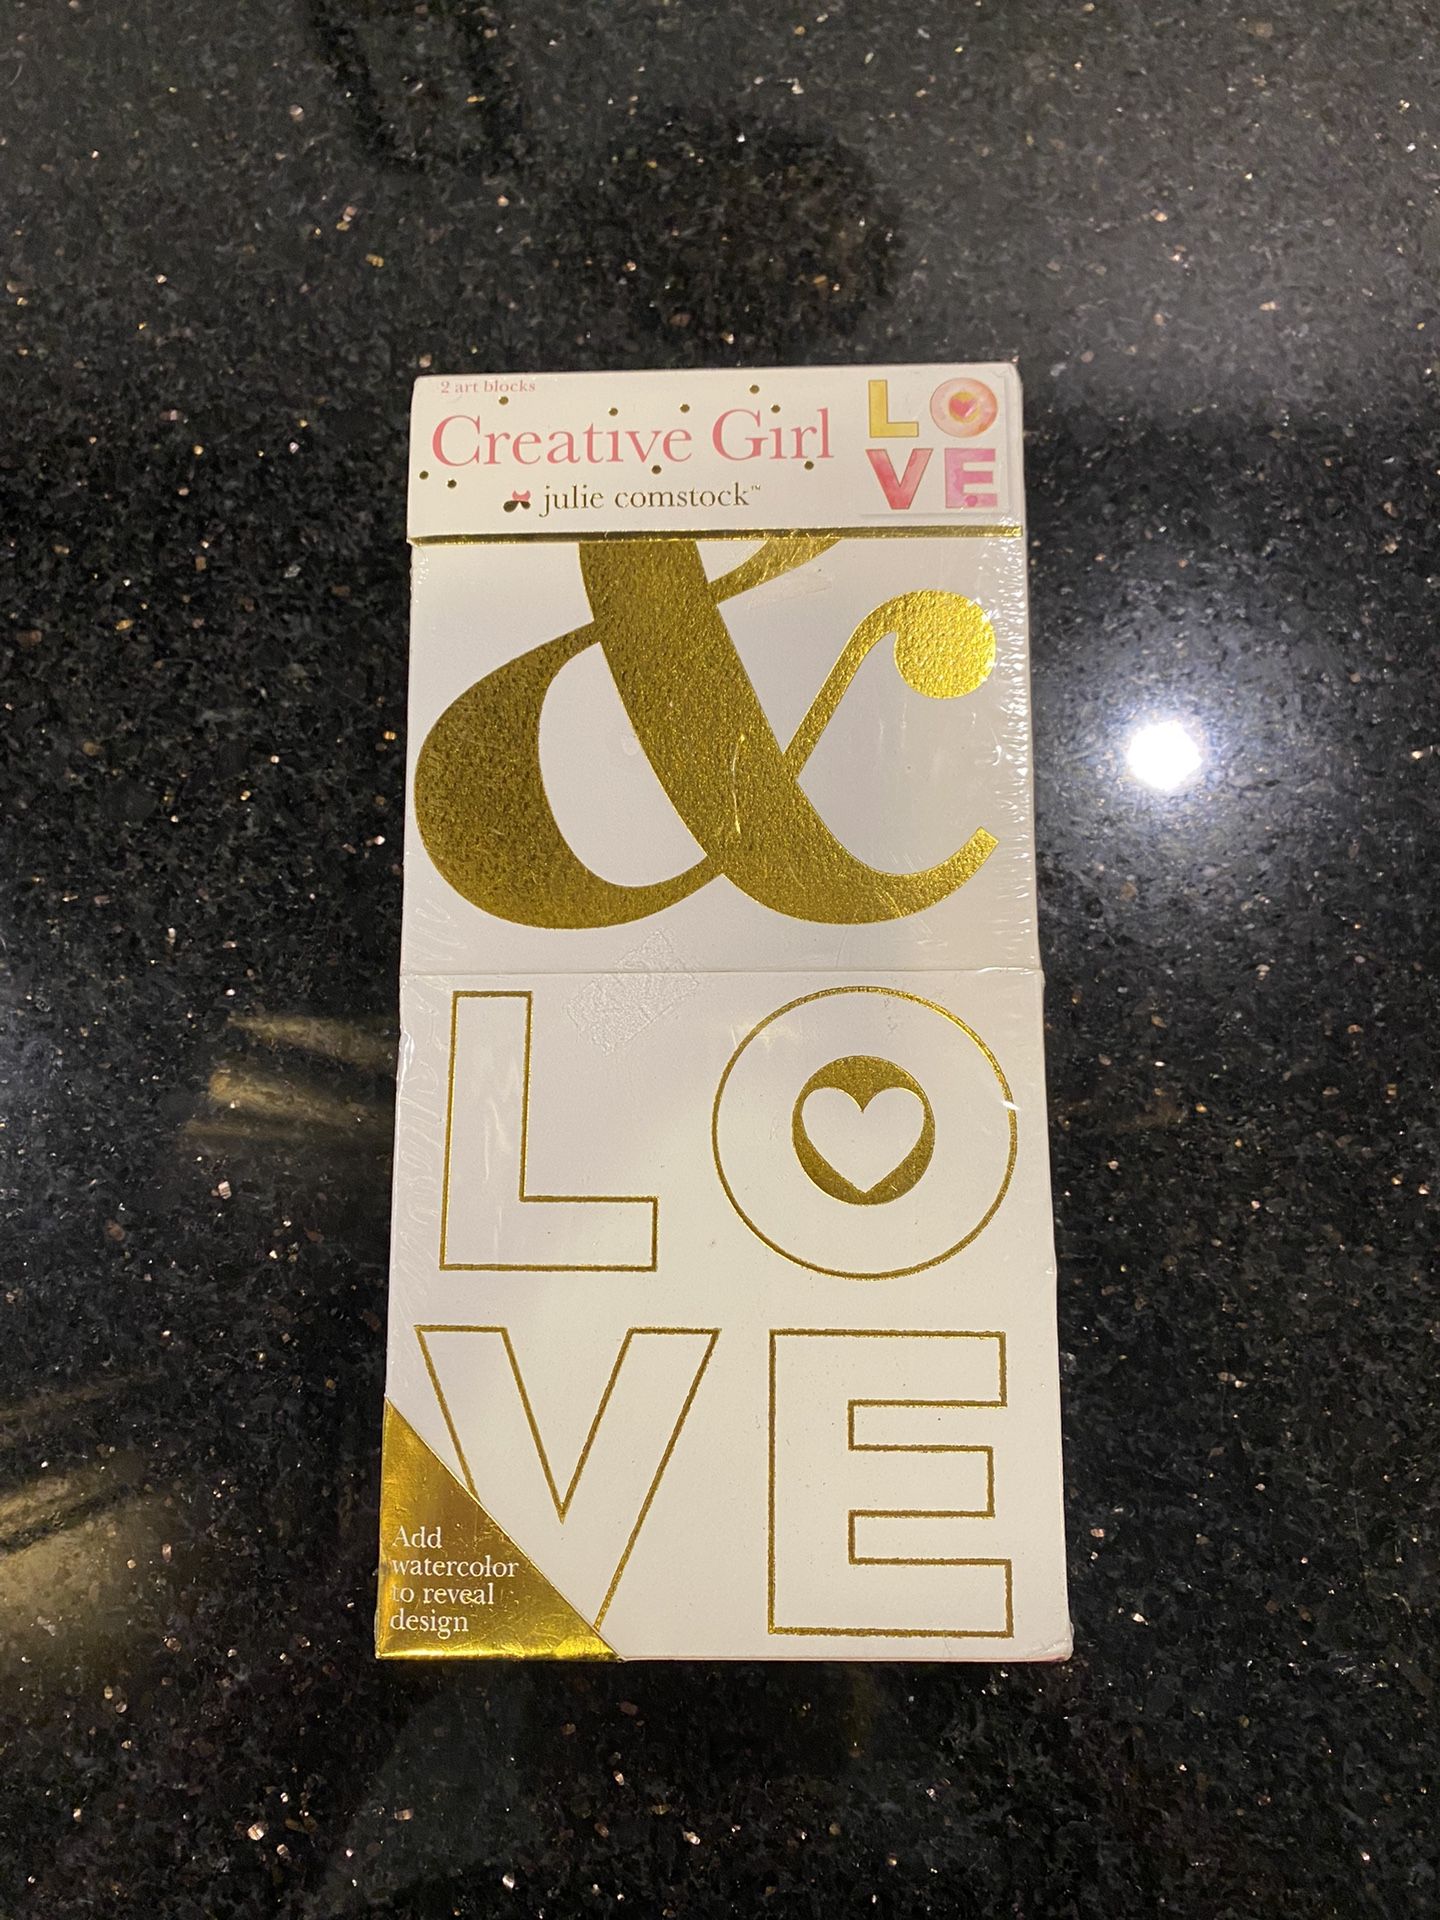 2 art blocks
Creative Girl
julie comstock™
LO
VE
&
LO
VE
Add
watercolor
to reveal
design